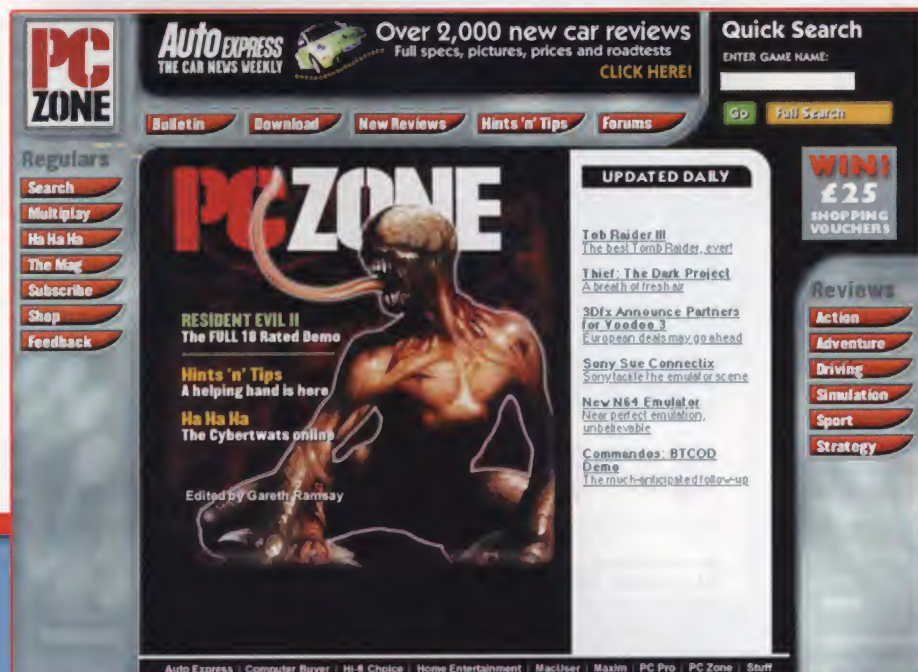 PC
ZONE
Auto EXPRESS
THE CAR NEWS WEEKLY
Over 2,000 new car reviews
Full specs, pictures, prices and roadtests
CLICK HERE!
Quick Search
ENTER GAME NAME:
Go
Full Search
Bulletin
Download
New Reviews
Hints 'n' Tips
Forums
Regulars
Search
Multiplay
Ha Ha Ha
The Mag
Subscribe
Shop
Feedback
PCZONE
RESIDENT EVIL II
The FULL 18 Rated Demo
Hints 'n' Tips
A helping hand is here
Ha Ha Ha
The Cybertwats online
Edited by Gareth Ramsay
UPDATED DAILY
Tob Raider III
The best Tomb Raider, ever!
Thief: The Dark Project
A breath of fresh air
3Dfx Announce Partners
for Voodoo 3
European deals may go ahead
Sony Sue Connectix
Sony tackle the emulator scene
New N64 Emulator
Near perfect emulation,
unbelievable
Commandos: BTCOD
Demo
The much-anticipated follow-up
WIN!
£25
SHOPPING
VOUCHERS
Reviews
Action
Adventure
Driving
Simulation
Sport
Strategy
Auto Express | Computer Buyer | Hi-fi Choice | Home Entertainment | MacUser | Maxim | PC Pro | PC Zone | Stuff